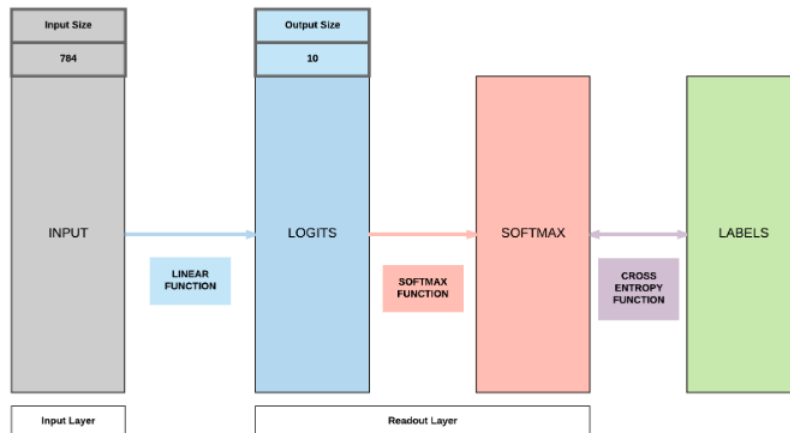 Input Size
784
Output Size
10
INPUT
LOGITS
SOFTMAX
LABELS
LINEAR
FUNCTION
SOFTMAX
FUNCTION
CROSS
ENTROPY
FUNCTION
Input Layer
Readout Layer